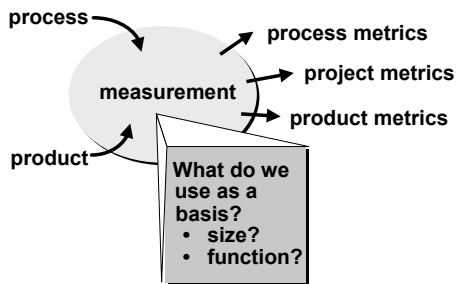 process
process metrics
project metrics
measurement
product metrics
product
What do we
use as a
basis?
• size?
• function?